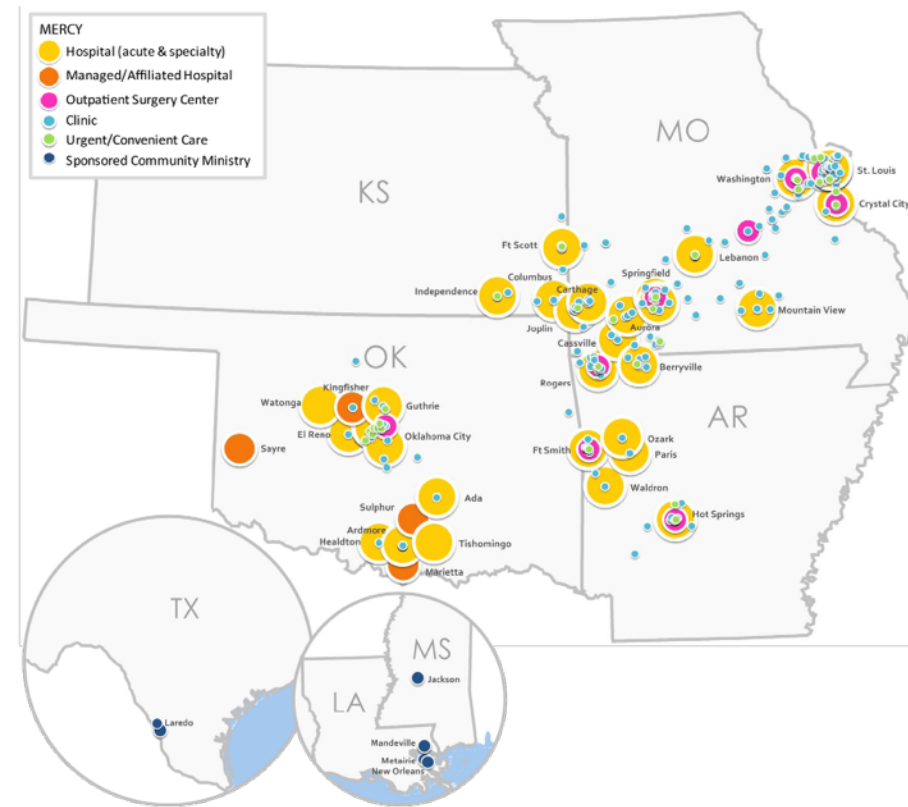 MERCY
Hospital (acute & specialty)
Managed/Affiliated Hospital
Outpatient Surgery Center
Clinic
Urgent/Convenient Care
Sponsored Community Ministry
MO
KS
Washington
St. Louis
Crystal City
Ft Scott
Lebanon
Columbus
Springfield
Independence
Carthage
Mountain View
Joplin
Aurora
Cassville
OK
Berryville
Rogers
Kingfisher
Watonga
Guthrie
AR
El Reno
Oklahoma City
Ozark
Sayre
Ft Smith
Paris
Waldron
Ada
Sulphur
Hot Springs
Ardmore
Healdton
Tishomingo
Marietta
TX
MS
Jackson
LA
Laredo
Mandeville
Metairie
New Orleans